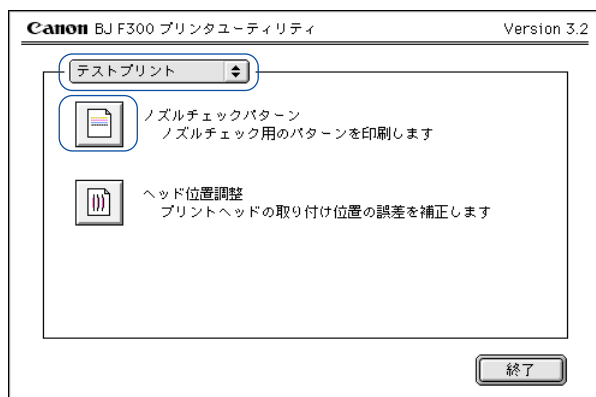 Canon BJ F300 プリンタユーティリティ Version 3.2
テストプリント
ノズルチェックパターン
ノズルチェック用のパターンを印刷します
ヘッド位置調整
プリントヘッドの取り付け位置の誤差を補正します
終了